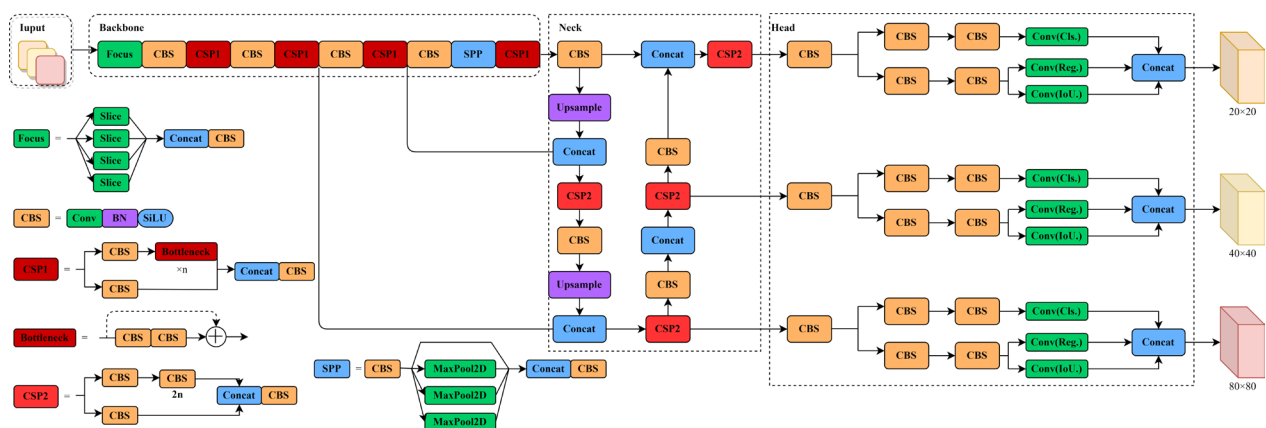 Iuput
Backbone
Neck
Head
Focus CBS CSP1 CBS CSP1 CBS CSP1 CBS SPP CSP1
CBS Concat CSP2
Upsample
Concat CBS
CSP2 CSP2
CBS Concat
Upsample CBS
Concat CSP2
CBS CBS CBS Conv(Cls.)
CBS CBS Conv(Reg.) Concat
Conv(IoU.)
20×20
CBS CBS CBS Conv(Cls.)
CBS CBS Conv(Reg.) Concat
Conv(IoU.)
40×40
CBS CBS CBS Conv(Cls.)
CBS CBS Conv(Reg.) Concat
Conv(IoU.)
80×80
Slice
Focus = Slice Concat CBS
Slice
Slice
CBS = Conv BN SiLU
CBS Bottleneck
CSP1 = ×n Concat CBS
CBS
Bottleneck = CBS CBS +
CBS CBS
CSP2 = 2n Concat CBS
CBS
SPP = CBS MaxPool2D Concat CBS
MaxPool2D
MaxPool2D